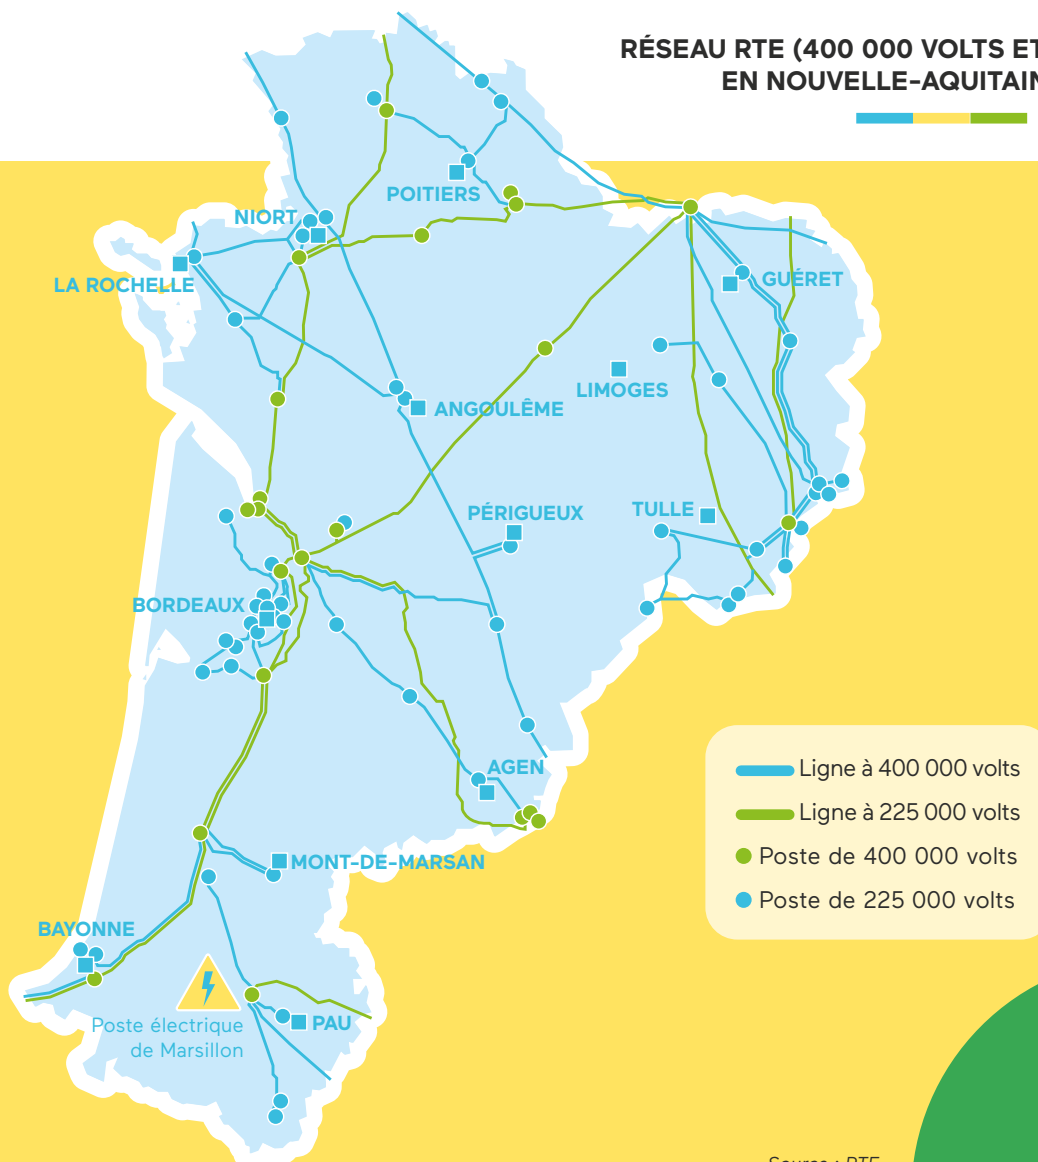 RÉSEAU RTE (400 000 VOLTS ET
EN NOUVELLE-AQUITAIN
POITIERS
NIORT
LA ROCHELLE
GUÉRET
LIMOGES
ANGOULÊME
PÉRIGUEUX
TULLE
BORDEAUX
AGEN
MONT-DE-MARSAN
BAYONNE
Poste électrique
de Marsillon
PAU
Ligne à 400 000 volts
Ligne à 225 000 volts
Poste de 400 000 volts
Poste de 225 000 volts
Source : RTE